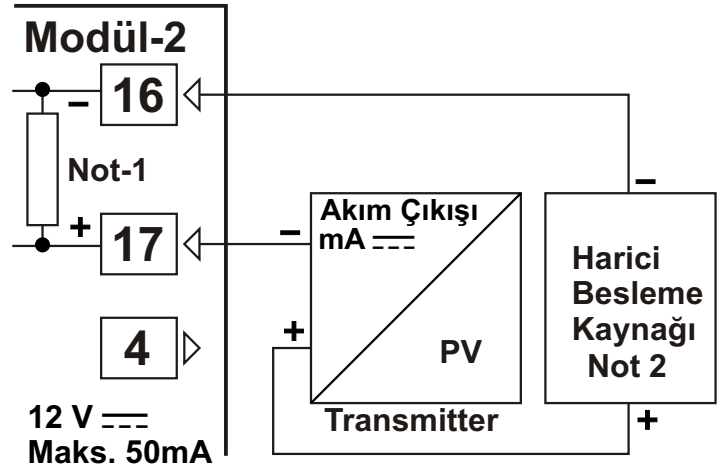 Modül-2
– 16
Not-1
+ 17
4
12 V
Maks. 50mA
– Akım Çıkışı
mA
+ PV
Transmitter
–
Harici
Besleme
Kaynağı
Not 2
+